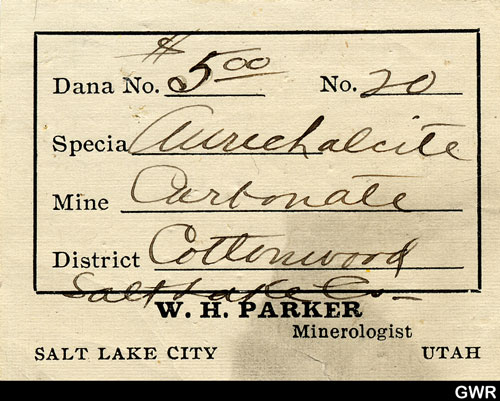 $
Dana No. 5.00 No. 20
Specia Aurichalcite
Mine Carbonate
District Cottonwood
Salt Lake Co
W. H. PARKER
Minerologist
SALT LAKE CITY UTAH
GWR